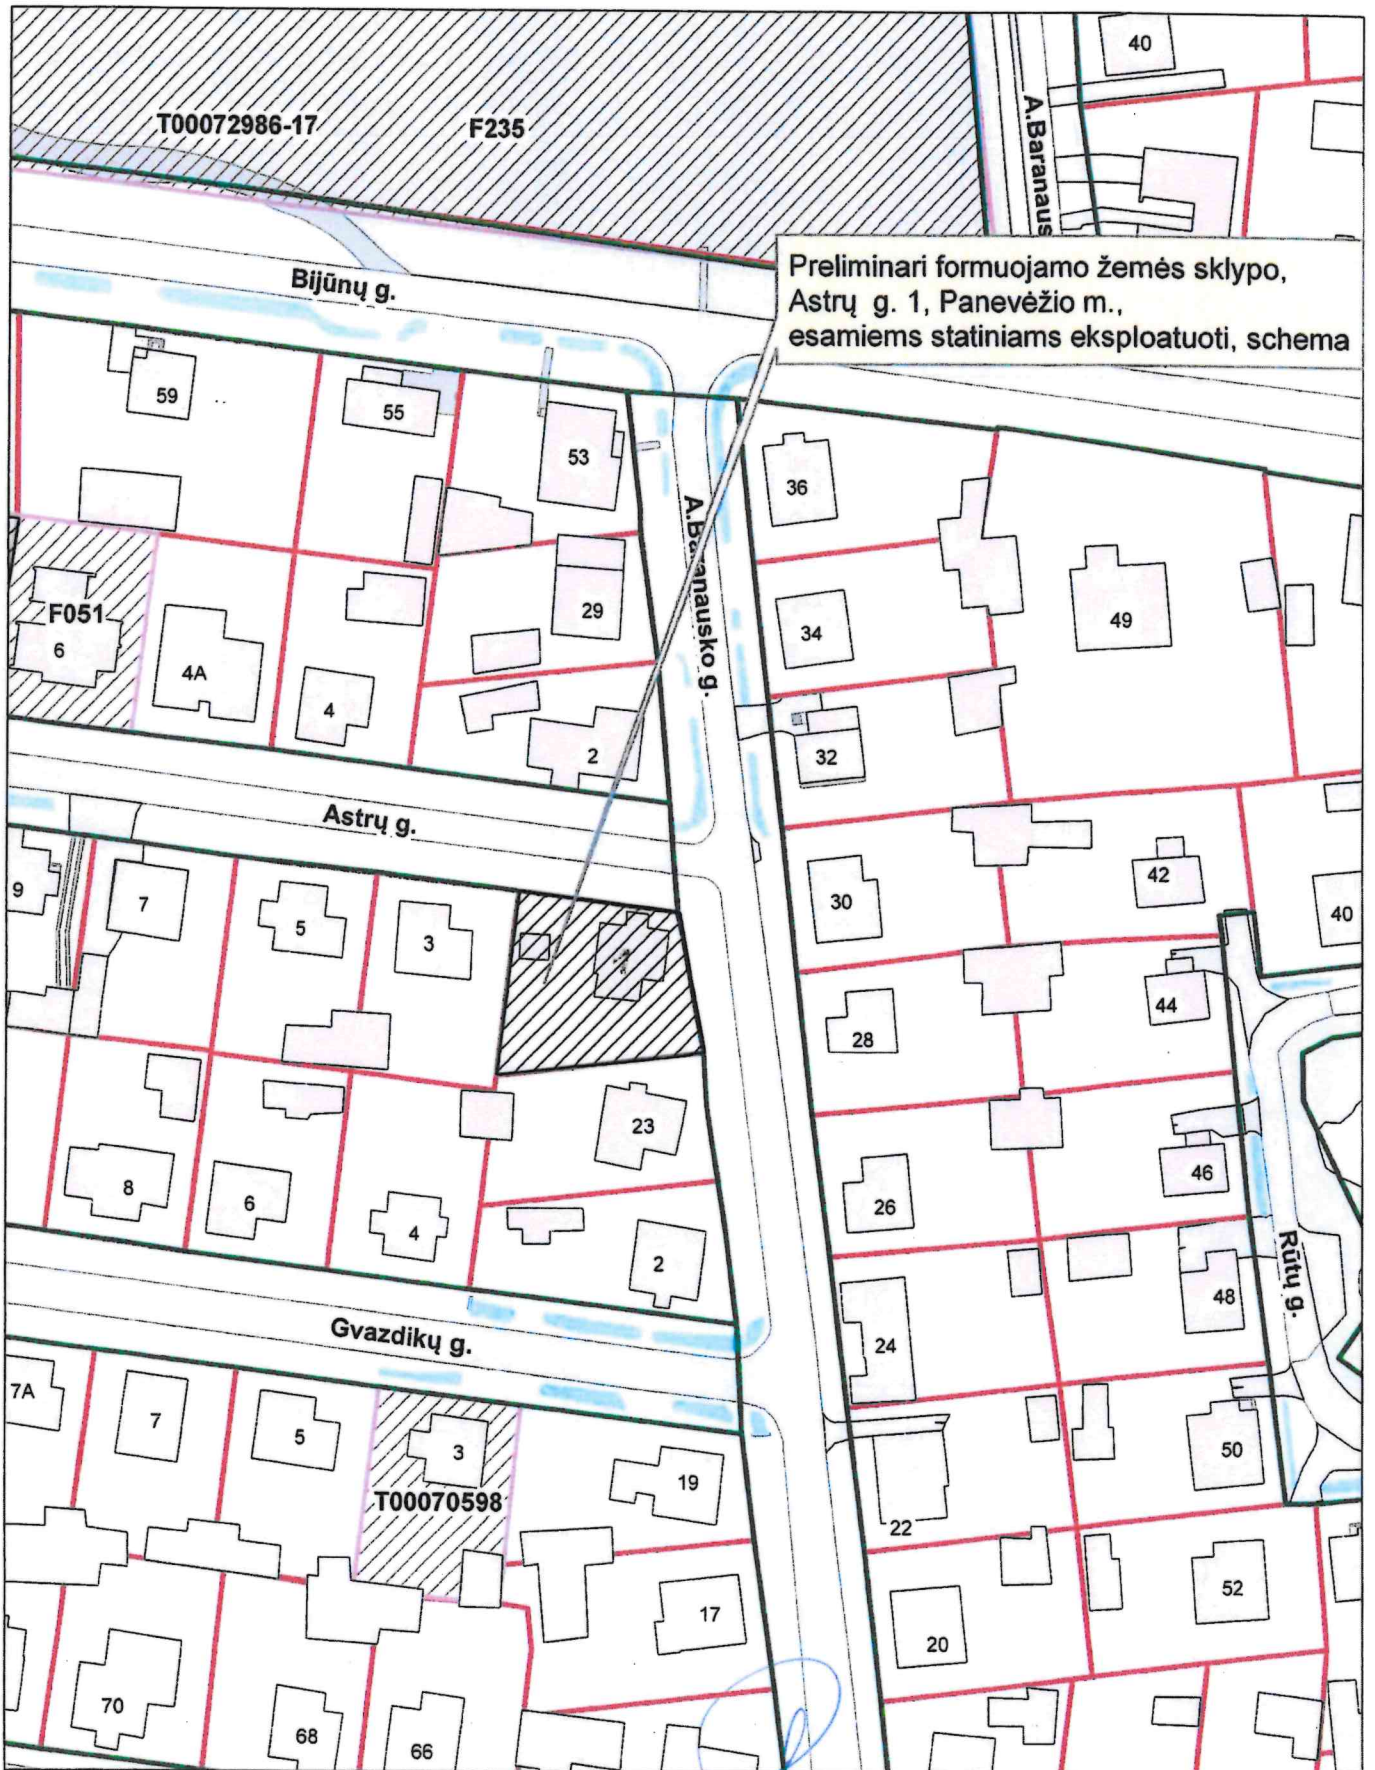 40
T00072986-17
F235
A.Baranaus
Preliminari formuojamo žemės sklypo,
Astrų g. 1, Panevėžio m.,
esamiems statiniams eksploatuoti, schema
Bijūnų g.
59
55
53
36
A.Baranausko g.
F051
6
4A
4
29
34
49
2
32
Astrų g.
9
7
5
3
30
42
40
28
44
8
6
4
23
26
46
2
Rūtų g.
48
Gvazdikų g.
24
7A
7
5
3
T00070598
19
22
50
17
20
52
70
68
66